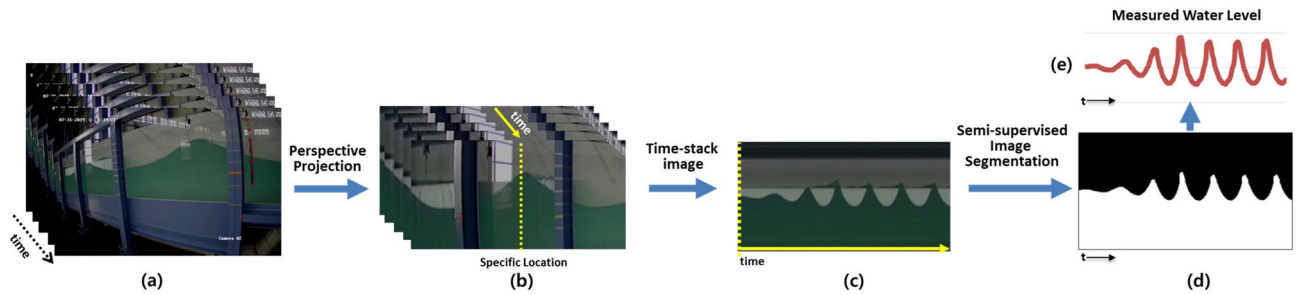 Measured Water Level
(e)
t
time
Perspective
Projection
Time-stack
image
Semi-supervised
Image
Segmentation
Camera 02
time
Specific Location
time
t
(a)
(b)
(c)
(d)